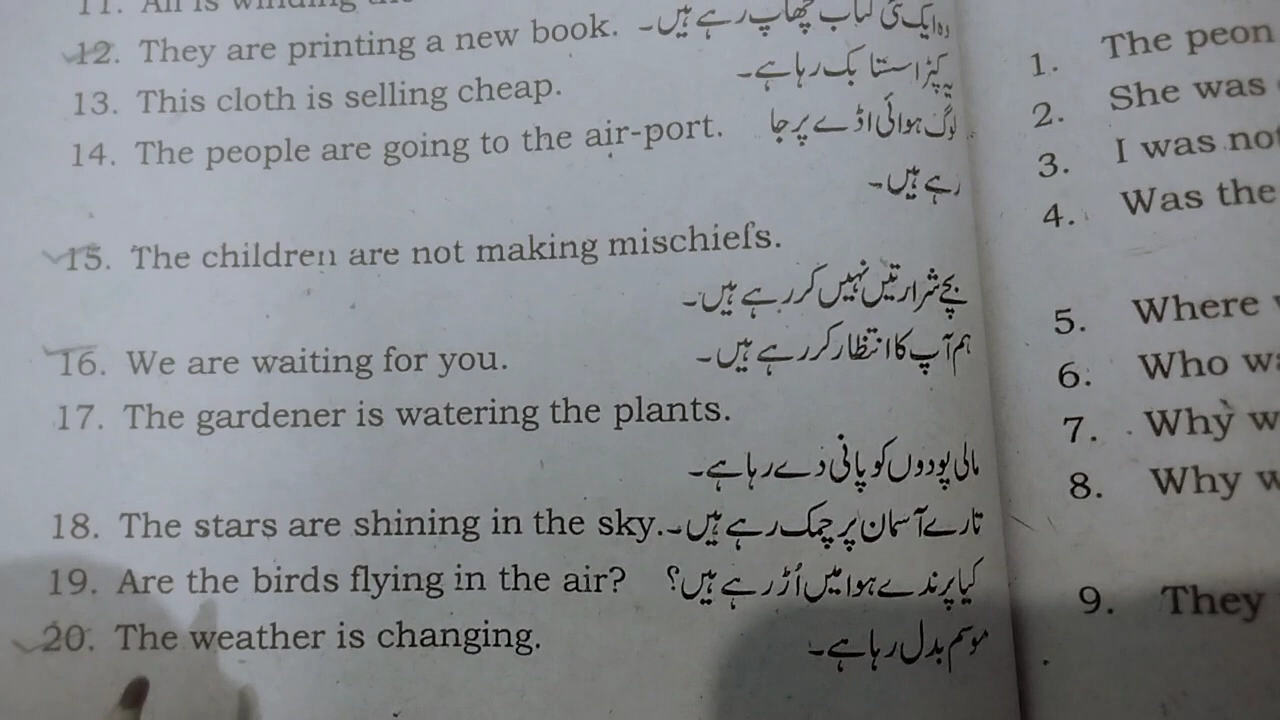 11. Ali is winding the
12. They are printing a new book. وہ ایک نئی کتاب چھاپ رہے ہیں۔
13. This cloth is selling cheap. یہ کپڑا سستا بک رہا ہے۔
14. The people are going to the air-port. لوگ ہوائی اڈے پر جا
رہے ہیں۔
15. The children are not making mischiefs.
بچے شرارتیں نہیں کر رہے ہیں۔
16. We are waiting for you. ہم آپ کا انتظار کر رہے ہیں۔
17. The gardener is watering the plants.
مالی پودوں کو پانی دے رہا ہے۔
18. The stars are shining in the sky. تارے آسمان پر چمک رہے ہیں۔
19. Are the birds flying in the air? کیا پرندے ہوا میں اُڑ رہے ہیں؟
20. The weather is changing. موسم بدل رہا ہے۔
1. The peon
2. She was
3. I was no
4. Was the
5. Where
6. Who wa
7. Why w
8. Why w
9. They